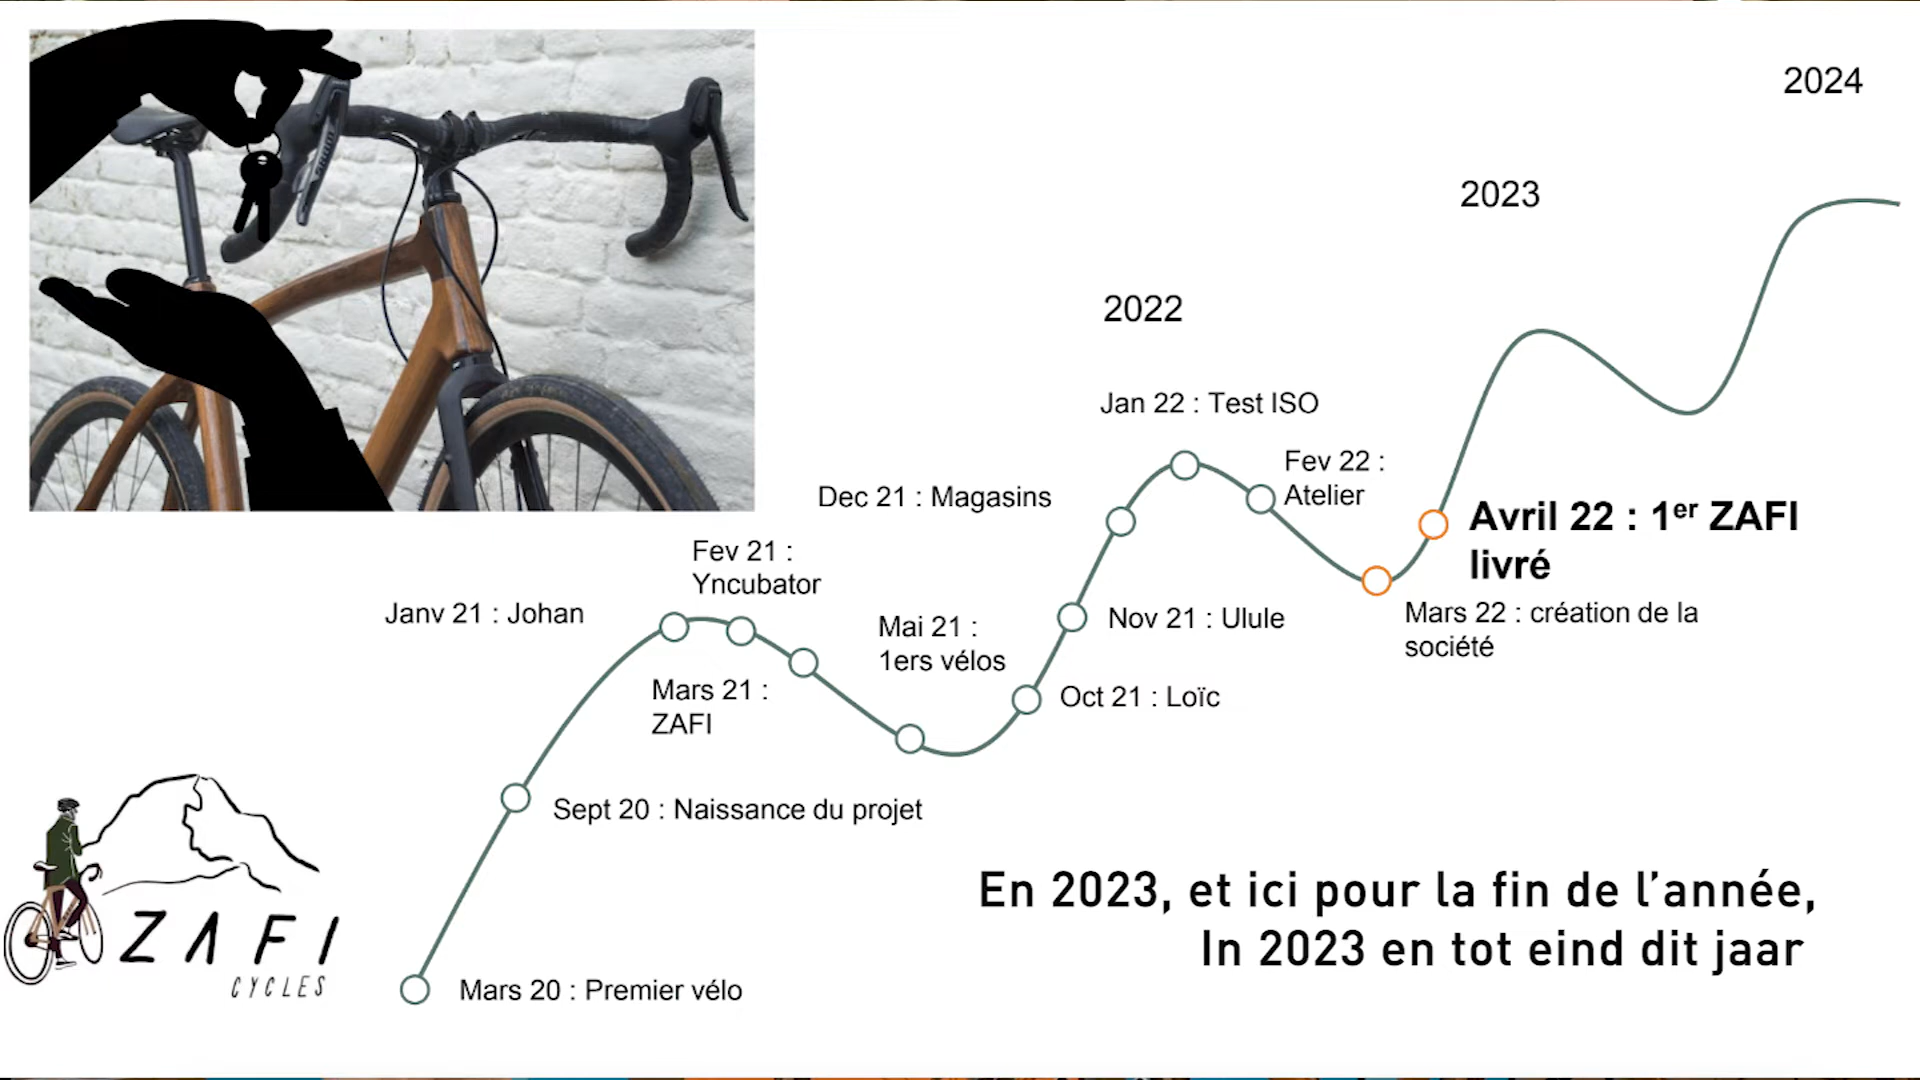 2024
2023
2022
Jan 22 : Test ISO
Fev 22 :
Atelier
Dec 21 : Magasins
Avril 22 : 1er ZAFI
livré
Fev 21 :
Yncubator
Janv 21 : Johan
Mai 21 :
1ers vélos
Nov 21 : Ulule
Mars 22 : création de la
société
Mars 21 :
ZAFI
Oct 21 : Loïc
Sept 20 : Naissance du projet
En 2023, et ici pour la fin de l’année,
In 2023 en tot eind dit jaar
ZAFI
CYCLES
Mars 20 : Premier vélo